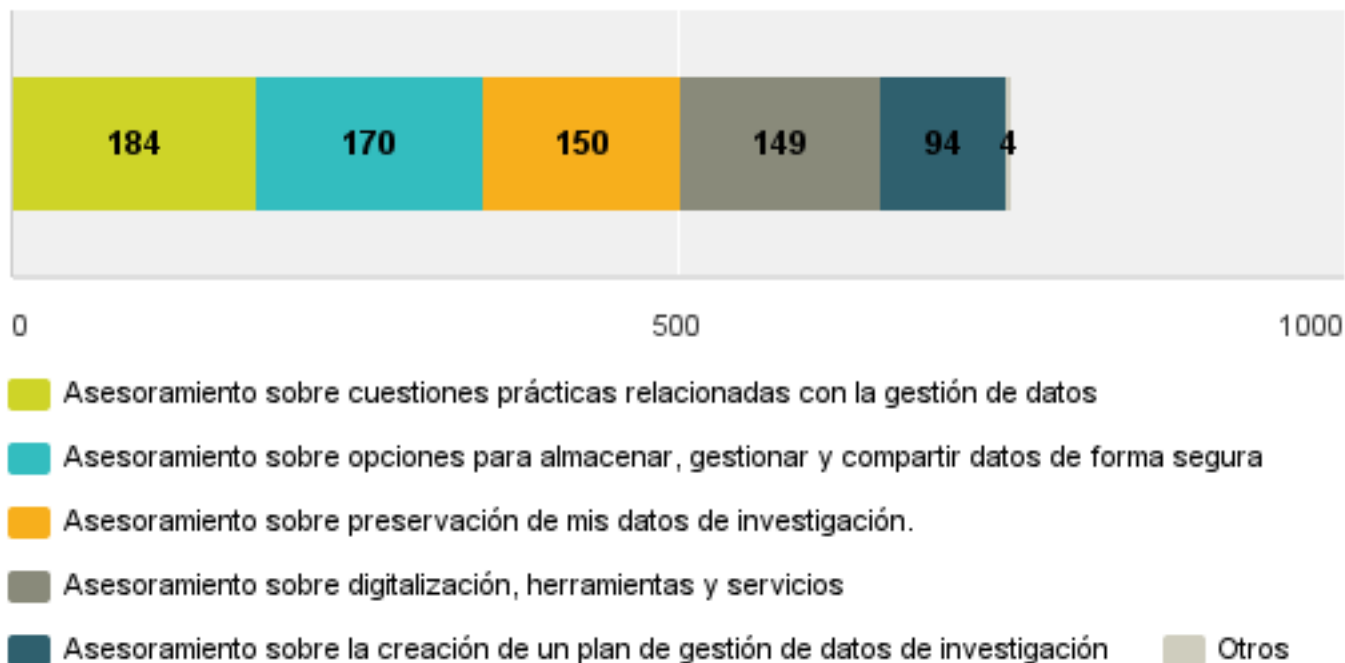 184 170 150 149 94 4
0 500 1000
Asesoramiento sobre cuestiones prácticas relacionadas con la gestión de datos
Asesoramiento sobre opciones para almacenar, gestionar y compartir datos de forma segura
Asesoramiento sobre preservación de mis datos de investigación.
Asesoramiento sobre digitalización, herramientas y servicios
Asesoramiento sobre la creación de un plan de gestión de datos de investigación Otros